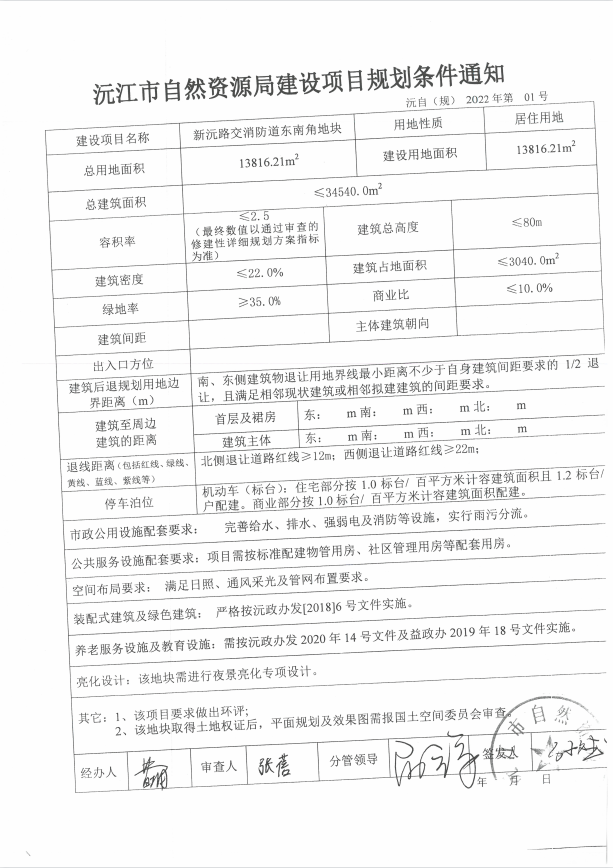 沅江市自然资源局建设项目规划条件通知
沅自（规） 2022 年第 01 号
建设项目名称 新沅路交消防道东南角地块 用地性质 居住用地
总用地面积 13816.21m² 建设用地面积 13816.21m²
总建筑面积 ≤34540.0m²
容积率 ≤2.5
（最终数值以通过审查的
修建性详细规划方案指标
为准） 建筑总高度 ≤80m
建筑密度 ≤22.0% 建筑占地面积 ≤3040.0m²
绿地率 ≥35.0% 商业比 ≤10.0%
建筑间距 主体建筑朝向
出入口方位
建筑后退规划用地边
界距离（m） 南、东侧建筑物退让用地界线最小距离不少于自身建筑间距要求的 1/2 退
让，且满足相邻现状建筑或相邻拟建建筑的间距要求。
建筑至周边
建筑的距离 首层及裙房 东： m 南： m 西： m 北： m
建筑主体 东： m 南： m 西： m 北： m
退线距离（包括红线、绿线、
黄线、蓝线、紫线等） 北侧退让道路红线≥12m；西侧退让道路红线≥22m；
停车泊位 机动车（标台）：住宅部分按 1.0 标台/ 百平方米计容建筑面积且 1.2 标台/
户配建。商业部分按 1.0 标台/ 百平方米计容建筑面积配建。
市政公用设施配套要求： 完善给水、排水、强弱电及消防等设施，实行雨污分流。
公共服务设施配套要求：项目需按标准配建物管用房、社区管理用房等配套用房。
空间布局要求： 满足日照、通风采光及管网布置要求。
装配式建筑及绿色建筑： 严格按沅政办发[2018]6 号文件实施。
养老服务设施及教育设施：需按沅政办发 2020 年 14 号文件及益政办 2019 年 18 号文件实施。
亮化设计：该地块需进行夜景亮化专项设计。
其它：1、该项目要求做出环评；
2、该地块取得土地权证后，平面规划及效果图需报国土空间委员会审查。
市自然
经办人 审查人 张蓓 分管领导 签发人
年 月 日